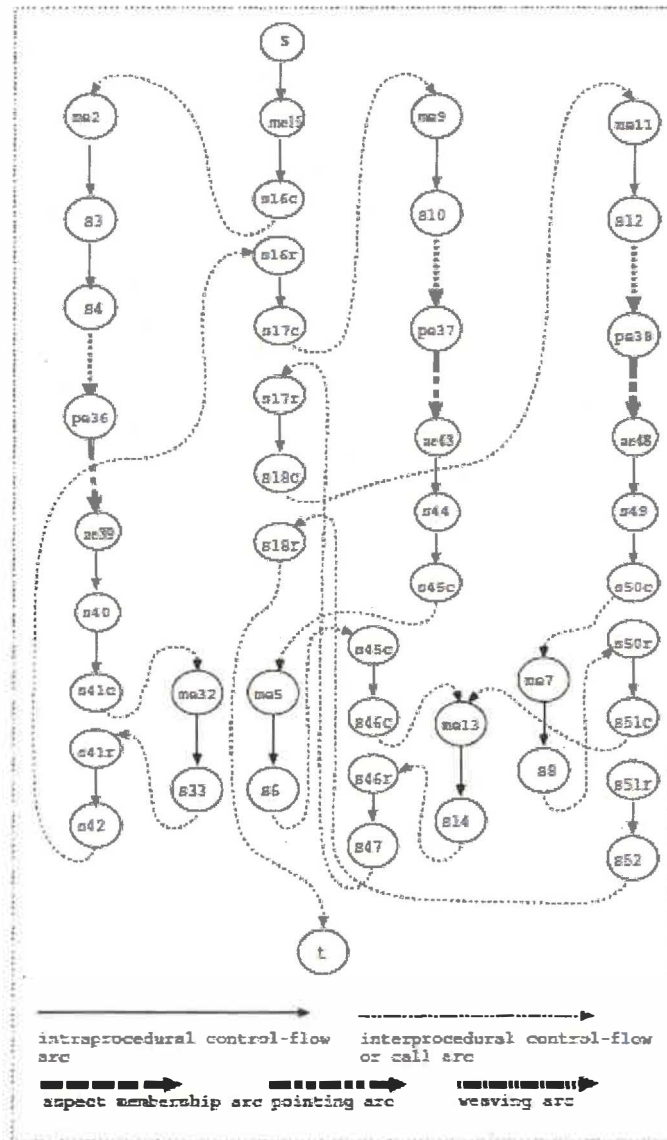 S
me2
me15
me9
me11
s16c
s3
s10
s12
s16r
s4
s17c
pe37
pe38
s17r
pe36
ae43
ae48
s18c
s44
s49
ae39
s18r
s45c
s50c
s40
s45c
s50r
s41c
me32
me5
me7
s46c
me13
s51c
s41r
s46r
s8
s51r
s33
s6
s14
s42
s47
s52
t
intraprocedural control-flow
arc
interprocedural control-flow
or call arc
aspect membership arc
pointing arc
weaving arc